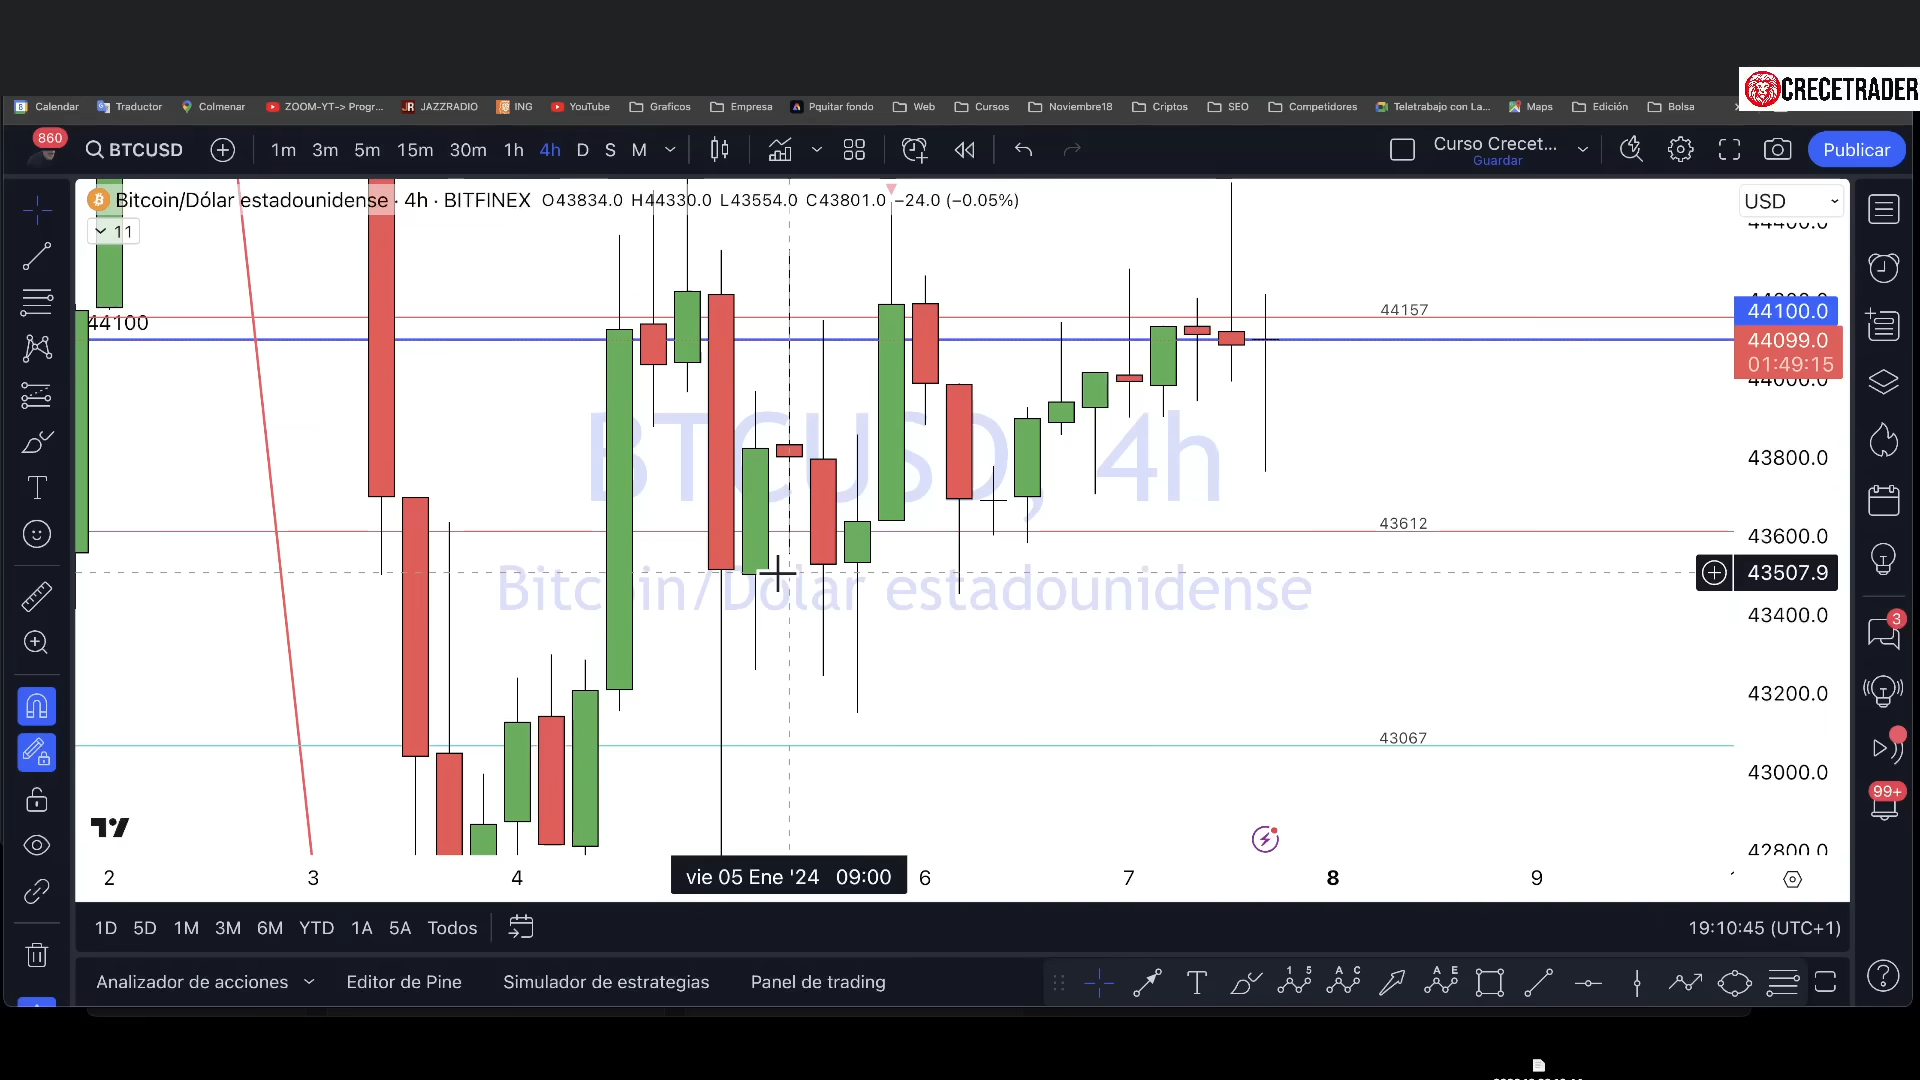 CRECETRADER
Calendar Traductor Colmenar ZOOM-YT-> Progr... JAZZRADIO ING YouTube Graficos Empresa Pquitar fondo Web Cursos Noviembre18 Criptos SEO Competidores Teletrabajo con La... Maps Edición Bolsa
860 BTCUSD 1m 3m 5m 15m 30m 1h 4h D S M Curso Crecet... Guardar Publicar
Bitcoin/Dólar estadounidense · 4h · BITFINEX O43834.0 H44330.0 L43554.0 C43801.0 −24.0 (−0.05%)
USD
11
44157
44100
44100.0
44099.0
01:49:15
44000.0
BTCUSD, 4h
43800.0
43612
43600.0
43507.9
Bitcoin/Dólar estadounidense
43400.0
3
43200.0
43067
43000.0
99+
42800.0
2 3 4 vie 05 Ene '24 09:00 6 7 8 9
1D 5D 1M 3M 6M YTD 1A 5A Todos 19:10:45 (UTC+1)
Analizador de acciones Editor de Pine Simulador de estrategias Panel de trading